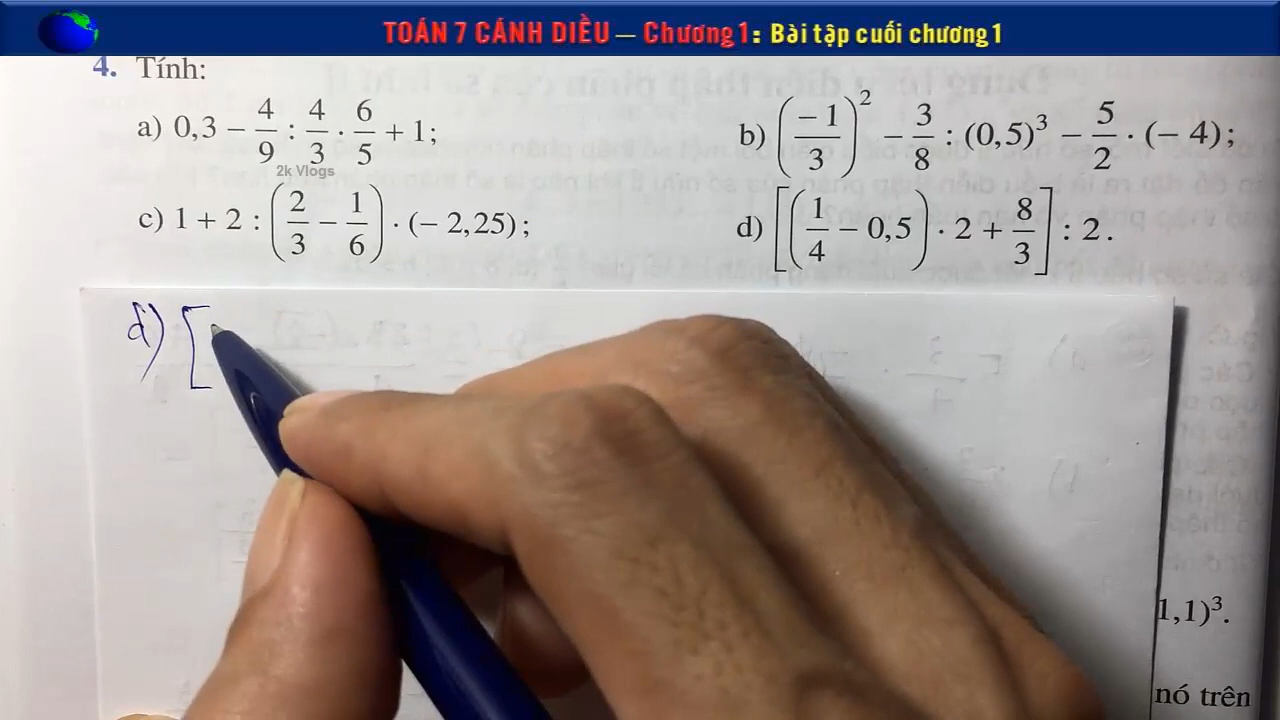 TOÁN 7 CÁNH DIỀU — Chương 1: Bài tập cuối chương 1
4. Tính:
a) 0,3 − 4/9 : 4/3 · 6/5 + 1;
b) (−1/3)² − 3/8 : (0,5)³ − 5/2 · (− 4);
2k Vlogs
c) 1 + 2 : (2/3 − 1/6) · (− 2,25);
d) [(1/4 − 0,5) · 2 + 8/3] : 2.
d) [
1,1)³.
nó trên